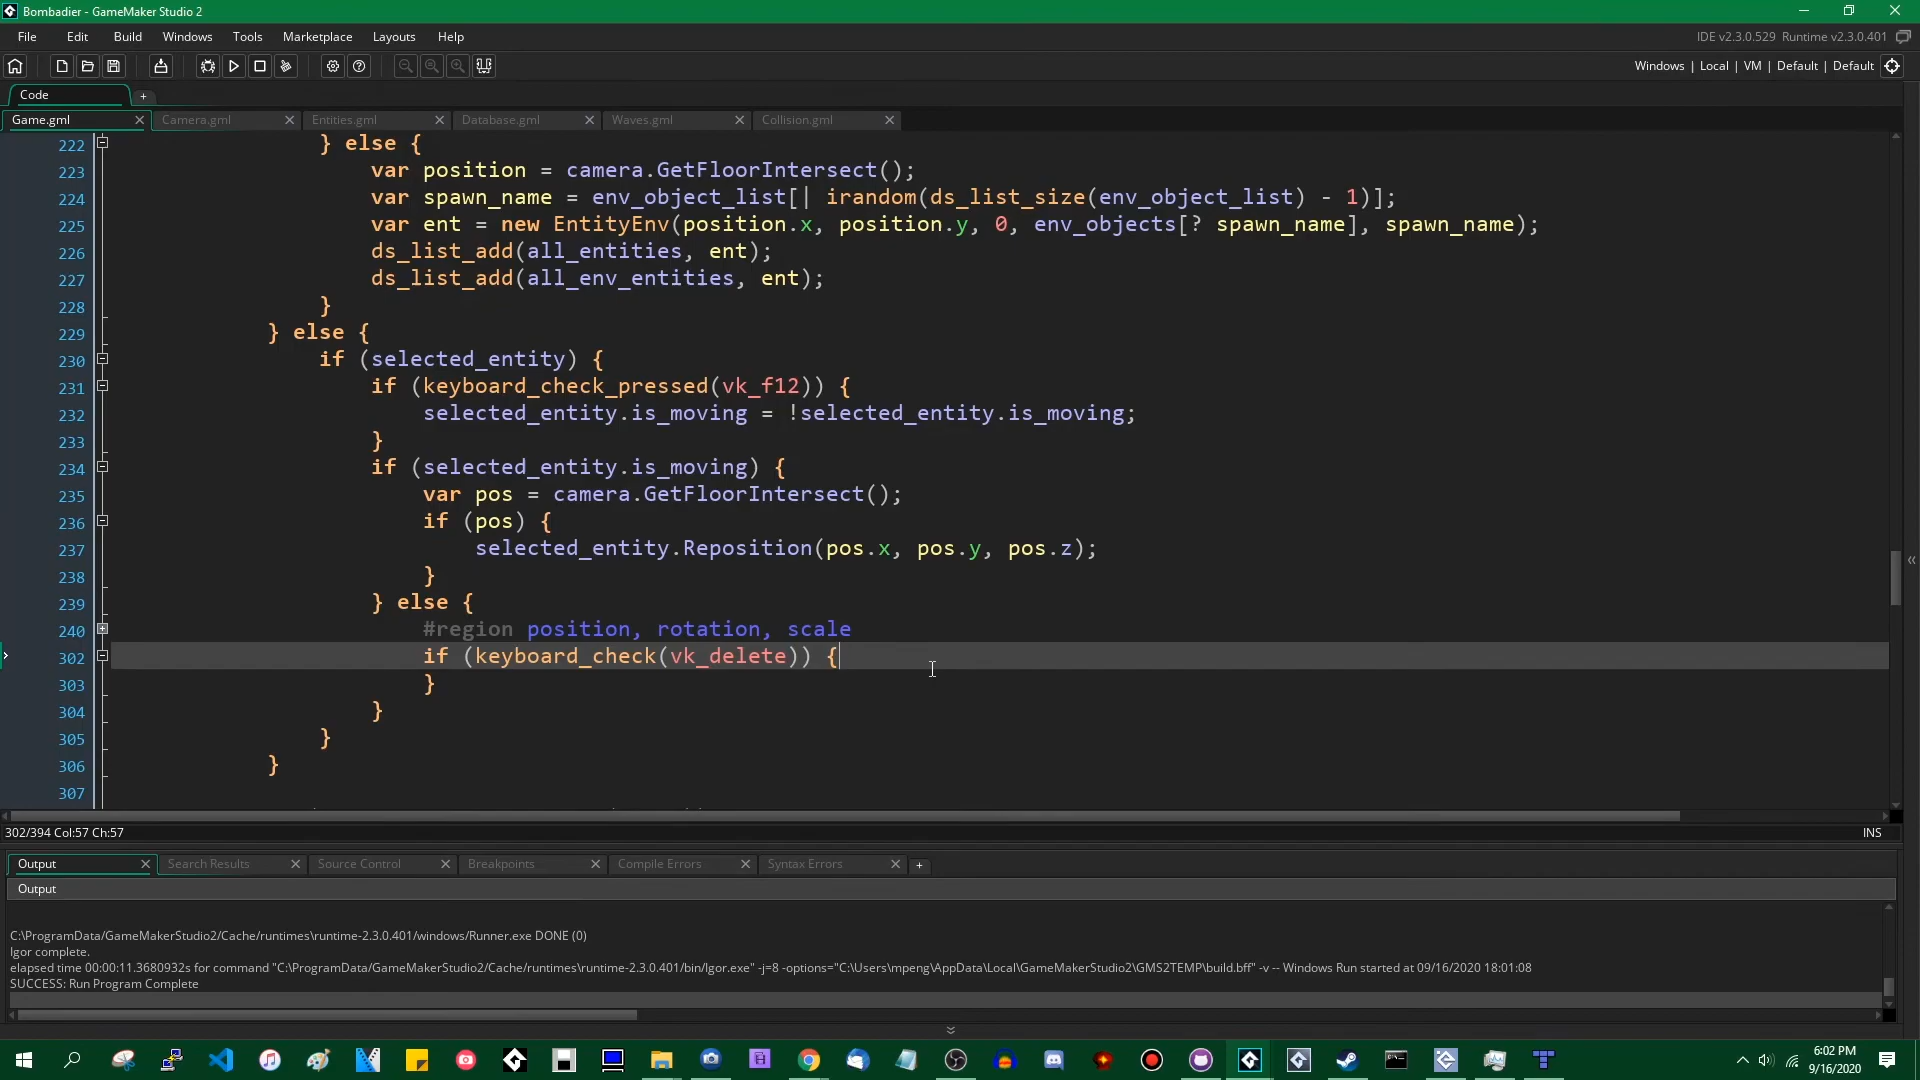 Bombadier - GameMaker Studio 2
File Edit Build Windows Tools Marketplace Layouts Help
IDE v2.3.0.529 Runtime v2.3.0.401
Windows | Local | VM | Default | Default
Code
Game.gml Camera.gml Entities.gml Database.gml Waves.gml Collision.gml
222 } else {
223 var position = camera.GetFloorIntersect();
224 var spawn_name = env_object_list[| irandom(ds_list_size(env_object_list) - 1)];
225 var ent = new EntityEnv(position.x, position.y, 0, env_objects[? spawn_name], spawn_name);
226 ds_list_add(all_entities, ent);
227 ds_list_add(all_env_entities, ent);
228 }
229 } else {
230 if (selected_entity) {
231 if (keyboard_check_pressed(vk_f12)) {
232 selected_entity.is_moving = !selected_entity.is_moving;
233 }
234 if (selected_entity.is_moving) {
235 var pos = camera.GetFloorIntersect();
236 if (pos) {
237 selected_entity.Reposition(pos.x, pos.y, pos.z);
238 }
239 } else {
240 #region position, rotation, scale
302 if (keyboard_check(vk_delete)) {
303 }
304 }
305 }
306 }
307
302/394 Col:57 Ch:57
INS
Output Search Results Source Control Breakpoints Compile Errors Syntax Errors
Output
C:\ProgramData/GameMakerStudio2/Cache/runtimes\runtime-2.3.0.401/windows/Runner.exe DONE (0)
Igor complete.
elapsed time 00:00:11.3680932s for command "C:\ProgramData/GameMakerStudio2/Cache/runtimes\runtime-2.3.0.401/bin/Igor.exe" -j=8 -options="C:\Users\mpeng\AppData\Local\GameMakerStudio2\GMS2TEMP\build.bff" -v -- Windows Run started at 09/16/2020 18:01:08
SUCCESS: Run Program Complete
6:02 PM
9/16/2020